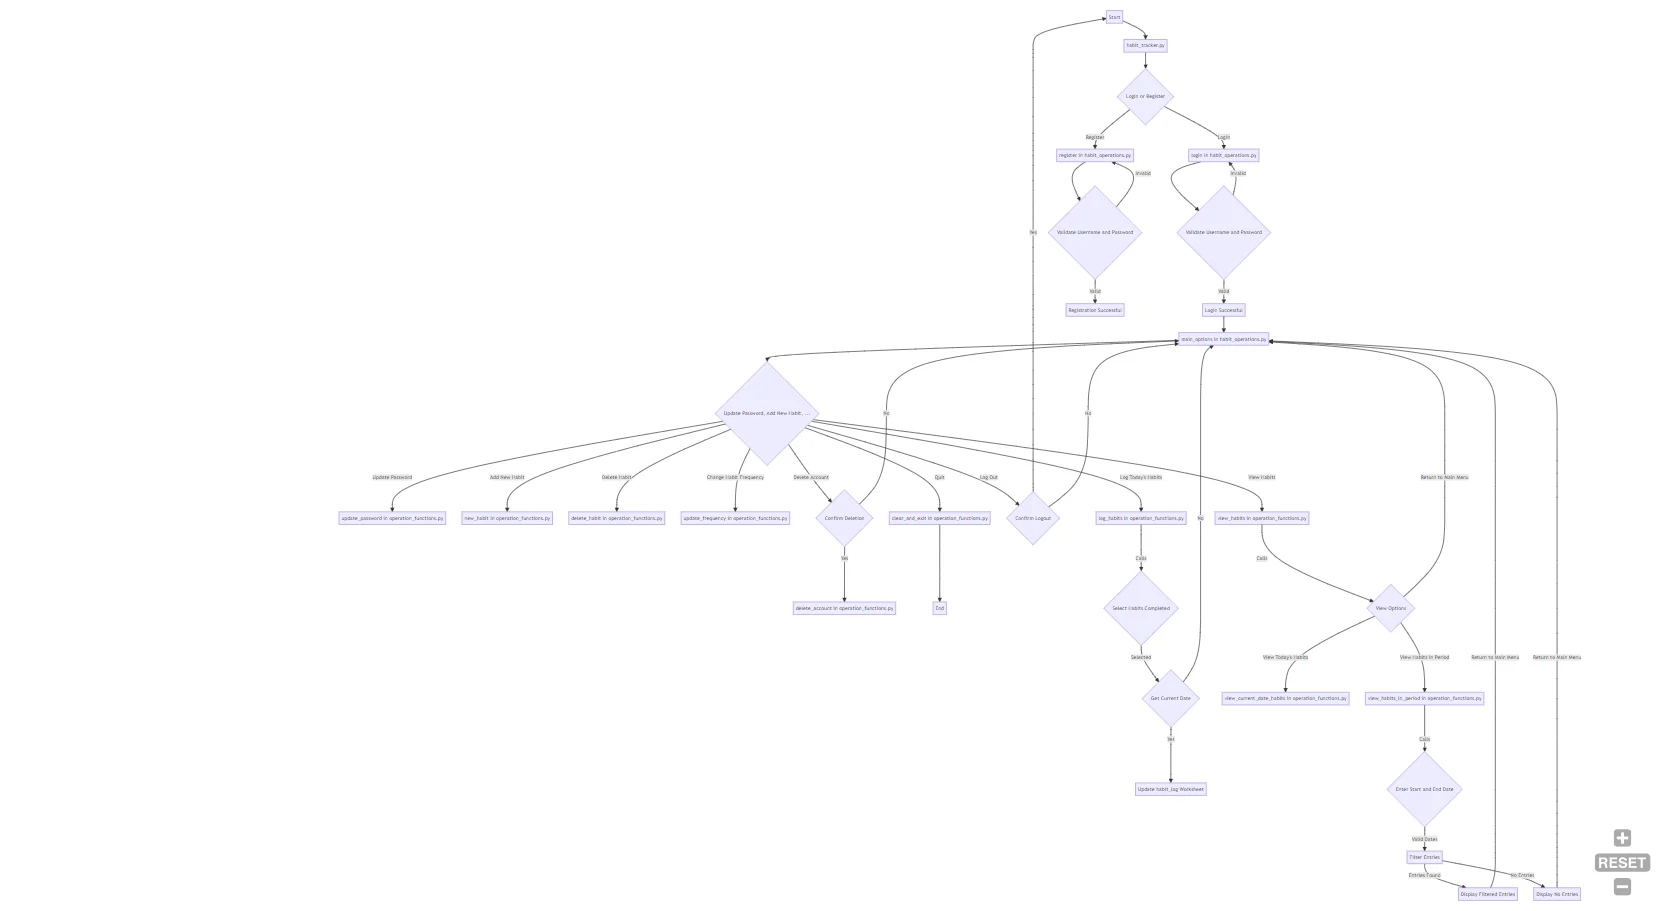 Start
habit_tracker.py
Login or Register
Register
Login
register in habit_operations.py
login in habit_operations.py
Invalid
Invalid
Yes
Validate Username and Password
Validate Username and Password
Valid
Valid
Registration Successful
Login Successful
main_options in habit_operations.py
Update Password, Add New Habit, ...
No
No
Update Password
Add New Habit
Delete Habit
Change Habit Frequency
Delete Account
Quit
Log Out
Log Today's Habits
View Habits
Return to Main Menu
update_password in operation_functions.py
new_habit in operation_functions.py
delete_habit in operation_functions.py
update_frequency in operation_functions.py
Confirm Deletion
clear_and_exit in operation_functions.py
Confirm Logout
log_habits in operation_functions.py
No
view_habits in operation_functions.py
Yes
Calls
Calls
delete_account in operation_functions.py
End
Select Habits Completed
View Options
Selected
View Today's Habits
View Habits in Period
Return to Main Menu
Return to Main Menu
Get Current Date
view_current_date_habits in operation_functions.py
view_habits_in_period in operation_functions.py
Yes
Calls
Update habit_log Worksheet
Enter Start and End Date
Valid Dates
Filter Entries
RESET
Entries Found
No Entries
Display Filtered Entries
Display No Entries